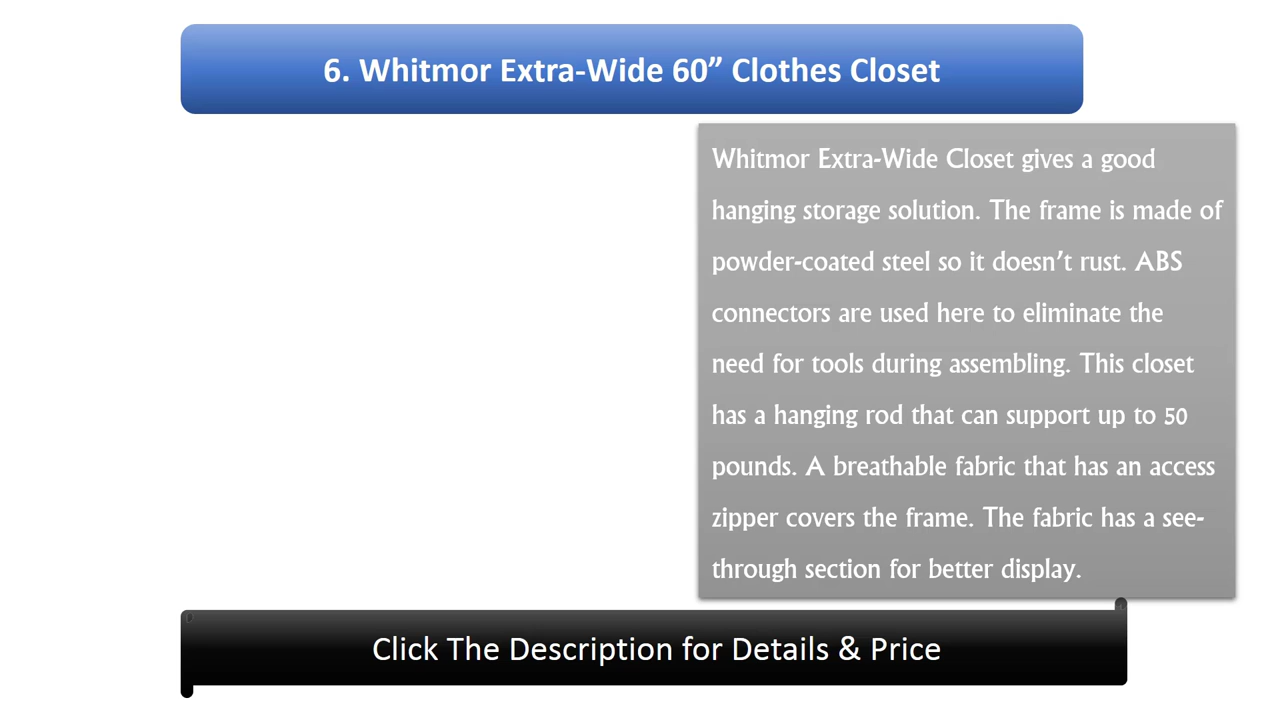 6. Whitmor Extra-Wide 60” Clothes Closet
Whitmor Extra-Wide Closet gives a good
hanging storage solution. The frame is made of
powder-coated steel so it doesn’t rust. ABS
connectors are used here to eliminate the
need for tools during assembling. This closet
has a hanging rod that can support up to 50
pounds. A breathable fabric that has an access
zipper covers the frame. The fabric has a see-
through section for better display.
Click The Description for Details & Price